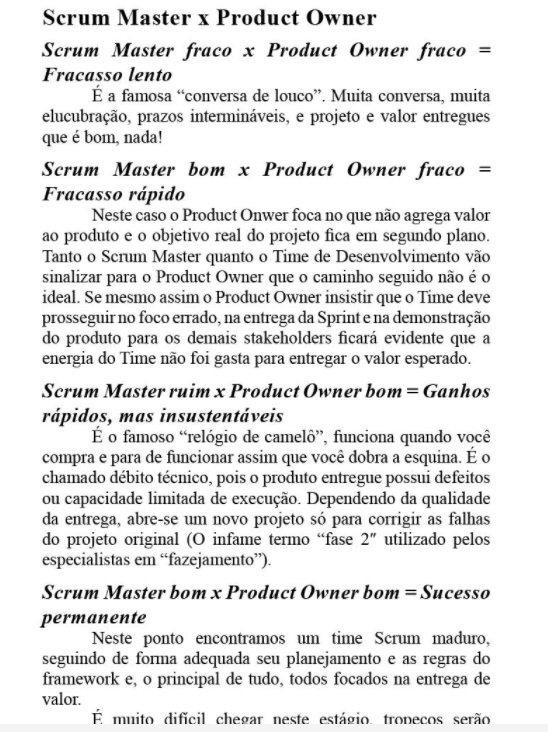 Scrum Master x Product Owner
Scrum Master fraco x Product Owner fraco =
Fracasso lento
É a famosa “conversa de louco”. Muita conversa, muita
elucubração, prazos intermináveis, e projeto e valor entregues
que é bom, nada!
Scrum Master bom x Product Owner fraco =
Fracasso rápido
Neste caso o Product Onwer foca no que não agrega valor
ao produto e o objetivo real do projeto fica em segundo plano.
Tanto o Scrum Master quanto o Time de Desenvolvimento vão
sinalizar para o Product Owner que o caminho seguido não é o
ideal. Se mesmo assim o Product Owner insistir que o Time deve
prosseguir no foco errado, na entrega da Sprint e na demonstração
do produto para os demais stakeholders ficará evidente que a
energia do Time não foi gasta para entregar o valor esperado.
Scrum Master ruim x Product Owner bom = Ganhos
rápidos, mas insustentáveis
É o famoso “relógio de camelô”, funciona quando você
compra e para de funcionar assim que você dobra a esquina. É o
chamado débito técnico, pois o produto entregue possui defeitos
ou capacidade limitada de execução. Dependendo da qualidade
da entrega, abre-se um novo projeto só para corrigir as falhas
do projeto original (O infame termo “fase 2″ utilizado pelos
especialistas em “fazejamento”).
Scrum Master bom x Product Owner bom = Sucesso
permanente
Neste ponto encontramos um time Scrum maduro,
seguindo de forma adequada seu planejamento e as regras do
framework e, o principal de tudo, todos focados na entrega de
valor.
É muito difícil chegar neste estágio, tropeços serão